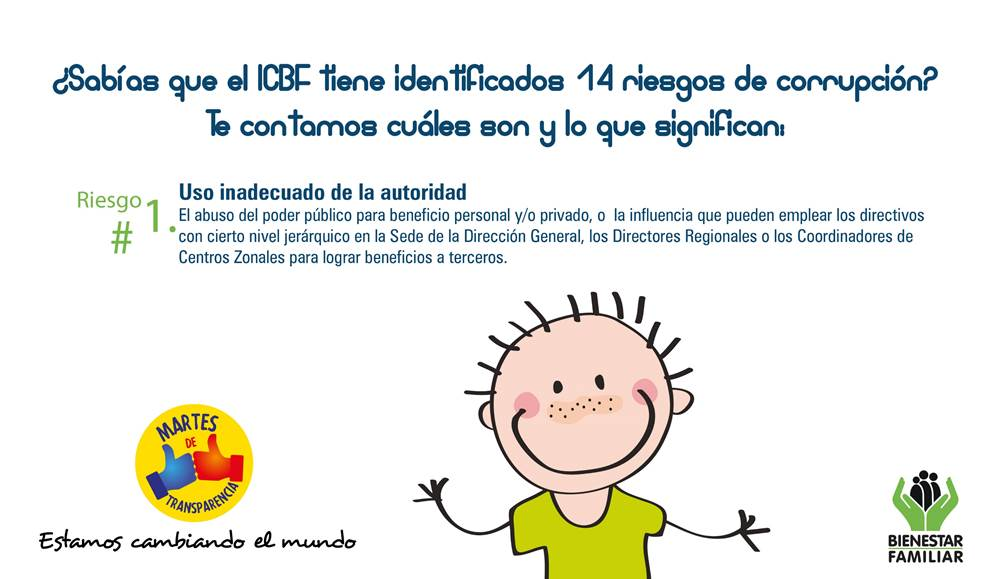 ¿Sabías que el ICBF tiene identificados 14 riesgos de corrupción?
Te contamos cuáles son y lo que significan:
Riesgo
# 1.
Uso inadecuado de la autoridad
El abuso del poder público para beneficio personal y/o privado, o la influencia que pueden emplear los directivos
con cierto nivel jerárquico en la Sede de la Dirección General, los Directores Regionales o los Coordinadores de
Centros Zonales para lograr beneficios a terceros.
MARTES
DE
TRANSPARENCIA
Estamos cambiando el mundo
BIENESTAR
FAMILIAR